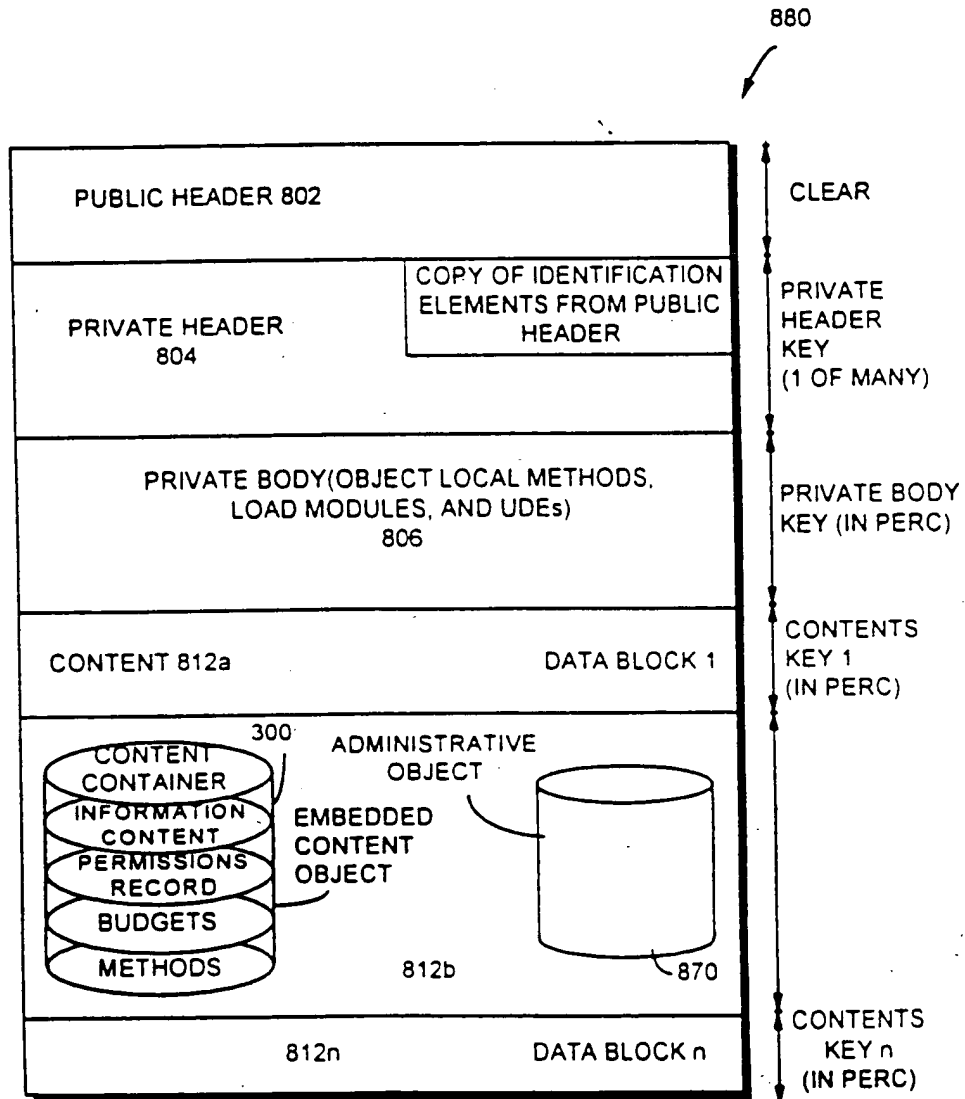 880
PUBLIC HEADER 802
CLEAR
COPY OF IDENTIFICATION
ELEMENTS FROM PUBLIC
HEADER
PRIVATE HEADER
804
PRIVATE
HEADER
KEY
(1 OF MANY)
PRIVATE BODY(OBJECT LOCAL METHODS,
LOAD MODULES, AND UDEs)
806
PRIVATE BODY
KEY (IN PERC)
CONTENT 812a
DATA BLOCK 1
CONTENTS
KEY 1
(IN PERC)
300
CONTENT
CONTAINER
INFORMATION
CONTENT
PERMISSIONS
RECORD
BUDGETS
METHODS
EMBEDDED
CONTENT
OBJECT
ADMINISTRATIVE
OBJECT
812b
870
812n
DATA BLOCK n
CONTENTS
KEY n
(IN PERC)